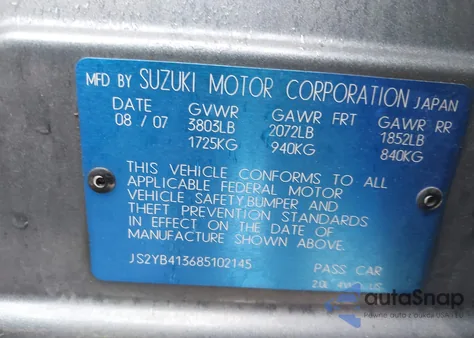 MFD BY SUZUKI MOTOR CORPORATION JAPAN
DATE GVWR GAWR FRT GAWR RR
08 / 07 3803LB 2072LB 1852LB
1725KG 940KG 840KG
THIS VEHICLE CONFORMS TO ALL
APPLICABLE FEDERAL MOTOR
VEHICLE SAFETY,BUMPER AND
THEFT PREVENTION STANDARDS
IN EFFECT ON THE DATE OF
MANUFACTURE SHOWN ABOVE.
JS2YB413685102145 PASS CAR
autoSnap